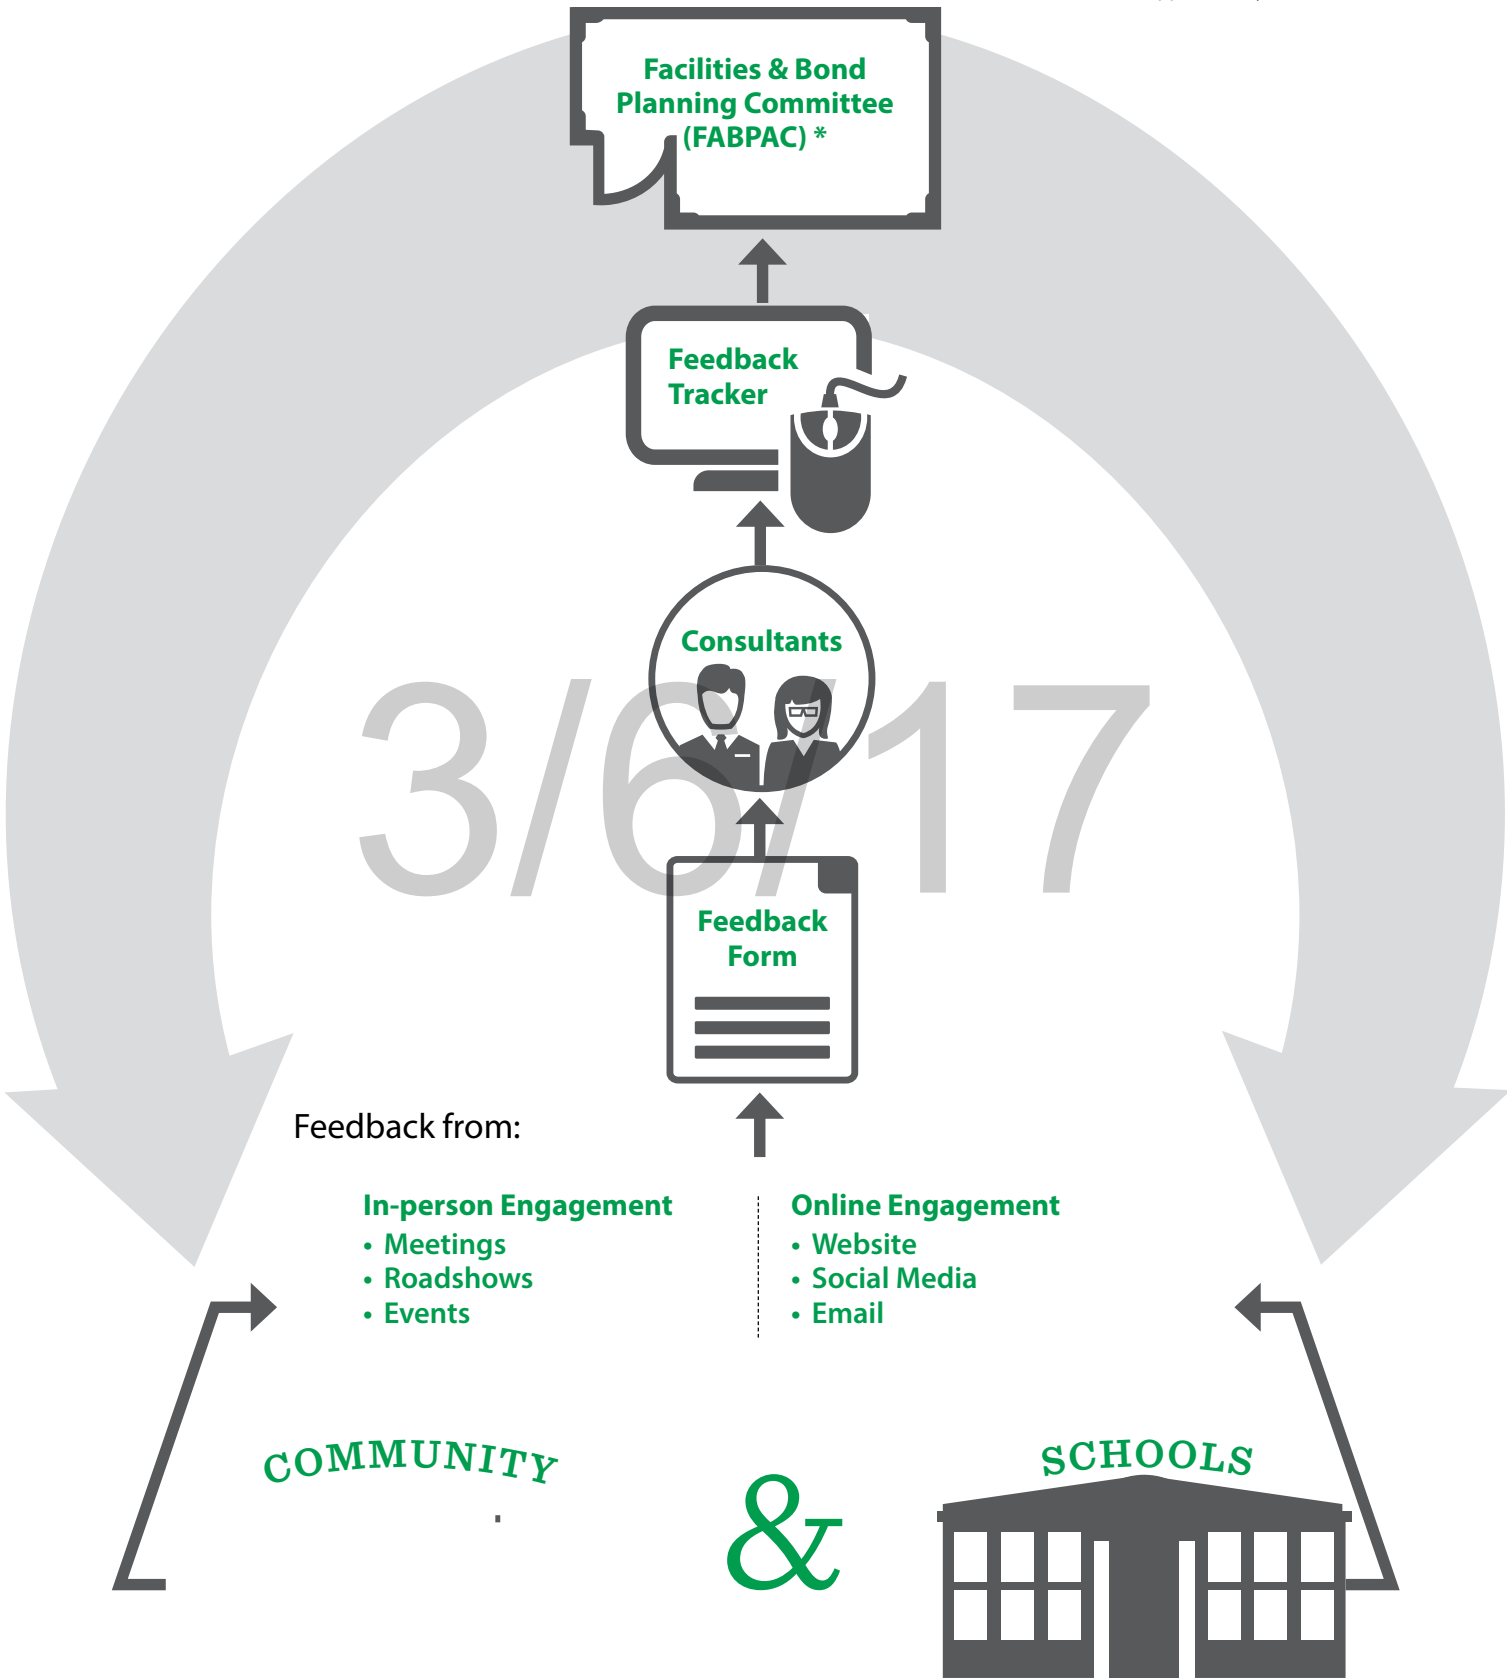 Facilities & Bond
Planning Committee
(FABPAC) *
Feedback
Tracker
Consultants
3/6/17
Feedback
Form
Feedback from:
In-person Engagement
• Meetings
• Roadshows
• Events
Online Engagement
• Website
• Social Media
• Email
COMMUNITY
&
SCHOOLS